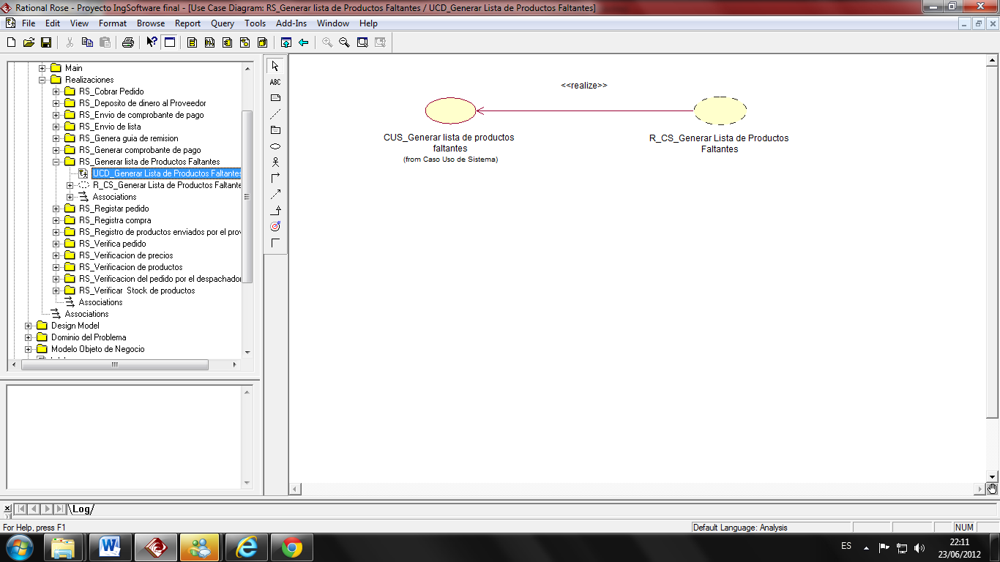 Rational Rose - Proyecto IngSoftware final - [Use Case Diagram: RS_Generar lista de Productos Faltantes / UCD_Generar Lista de Productos Faltantes]
File Edit View Format Browse Report Query Tools Add-Ins Window Help
Main
Realizaciones
RS_Cobrar Pedido
RS_Deposito de dinero al Proveedor
RS_Envio de comprobante de pago
RS_Envio de lista
RS_Genera guia de remision
RS_Generar comprobante de pago
RS_Generar lista de Productos Faltantes
UCD_Generar Lista de Productos Faltantes
R_CS_Generar Lista de Productos Faltante
Associations
RS_Registar pedido
RS_Registra compra
RS_Registro de productos enviados por el prov
RS_Verifica pedido
RS_Verificacion de precios
RS_Verificacion de productos
RS_Verificacion del pedido por el despachador
RS_Verificar Stock de productos
Associations
Associations
Design Model
Dominio del Problema
Modelo Objeto de Negocio
ABC
<<realize>>
CUS_Generar lista de productos
faltantes
(from Caso Uso de Sistema)
R_CS_Generar Lista de Productos
Faltantes
Log
For Help, press F1
Default Language: Analysis
NUM
ES
22:11
23/06/2012